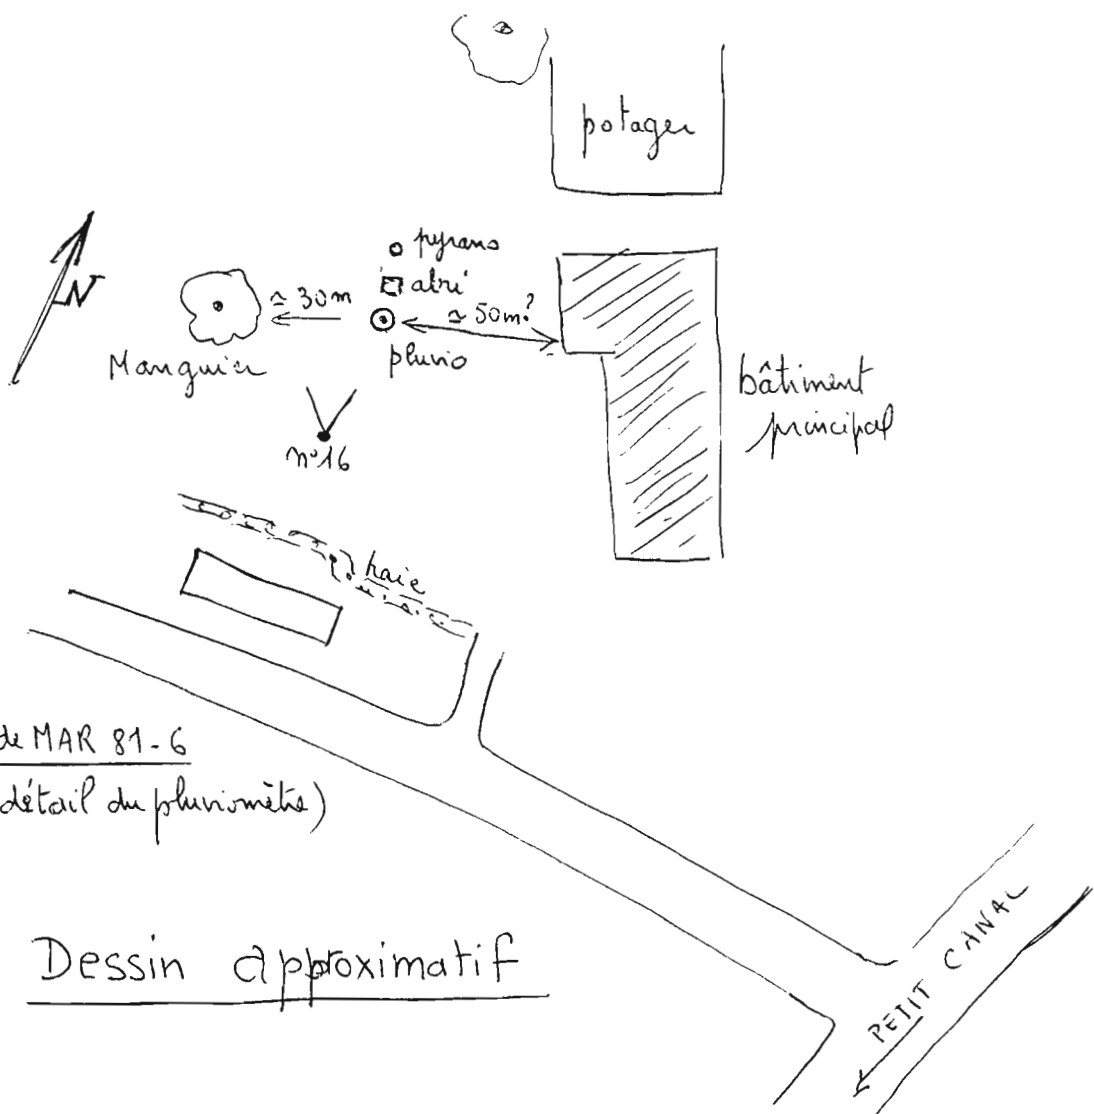 potager
pyrano
abri
≃ 30m
≃ 50m?
N
Manguier
pluvio
bâtiment
principal
n°16
haie
de MAR 81-6
détail du pluviomètre)
Dessin approximatif
PETIT CANAL